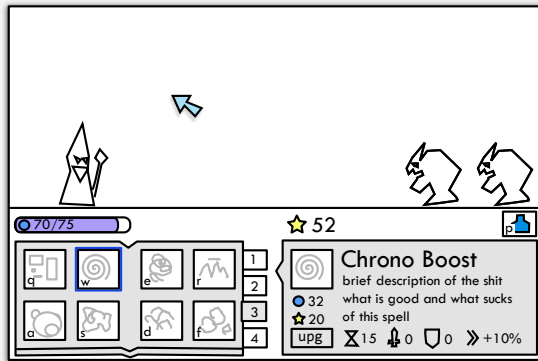 70/75
52
p
q
w
e
r
a
s
d
f
1
2
3
4
Chrono Boost
brief description of the shit
what is good and what sucks
of this spell
32
20
upg
15
0
0
+10%